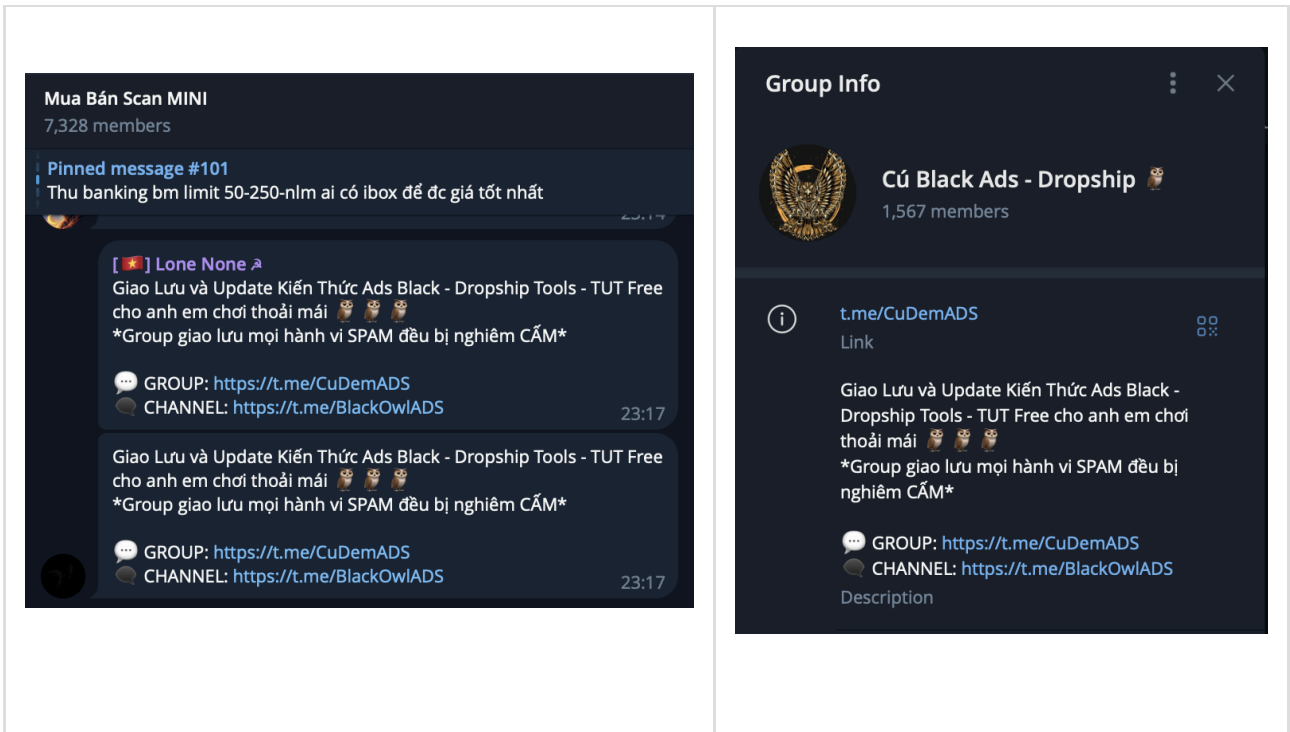 Mua Bán Scan MINI
7,328 members
Pinned message #101
Thu banking bm limit 50-250-nlm ai có ibox để đc giá tốt nhất
[🇻🇳] Lone None ☭
Giao Lưu và Update Kiến Thức Ads Black - Dropship Tools - TUT Free
cho anh em chơi thoải mái 🦉 🦉 🦉
*Group giao lưu mọi hành vi SPAM đều bị nghiêm CẤM*
💬 GROUP: https://t.me/CuDemADS
🗨 CHANNEL: https://t.me/BlackOwlADS
23:17
Giao Lưu và Update Kiến Thức Ads Black - Dropship Tools - TUT Free
cho anh em chơi thoải mái 🦉 🦉 🦉
*Group giao lưu mọi hành vi SPAM đều bị nghiêm CẤM*
💬 GROUP: https://t.me/CuDemADS
🗨 CHANNEL: https://t.me/BlackOwlADS
23:17
Group Info
Cú Black Ads - Dropship 🦉
1,567 members
t.me/CuDemADS
Link
Giao Lưu và Update Kiến Thức Ads Black -
Dropship Tools - TUT Free cho anh em chơi
thoải mái 🦉 🦉 🦉
*Group giao lưu mọi hành vi SPAM đều bị
nghiêm CẤM*
💬 GROUP: https://t.me/CuDemADS
🗨 CHANNEL: https://t.me/BlackOwlADS
Description